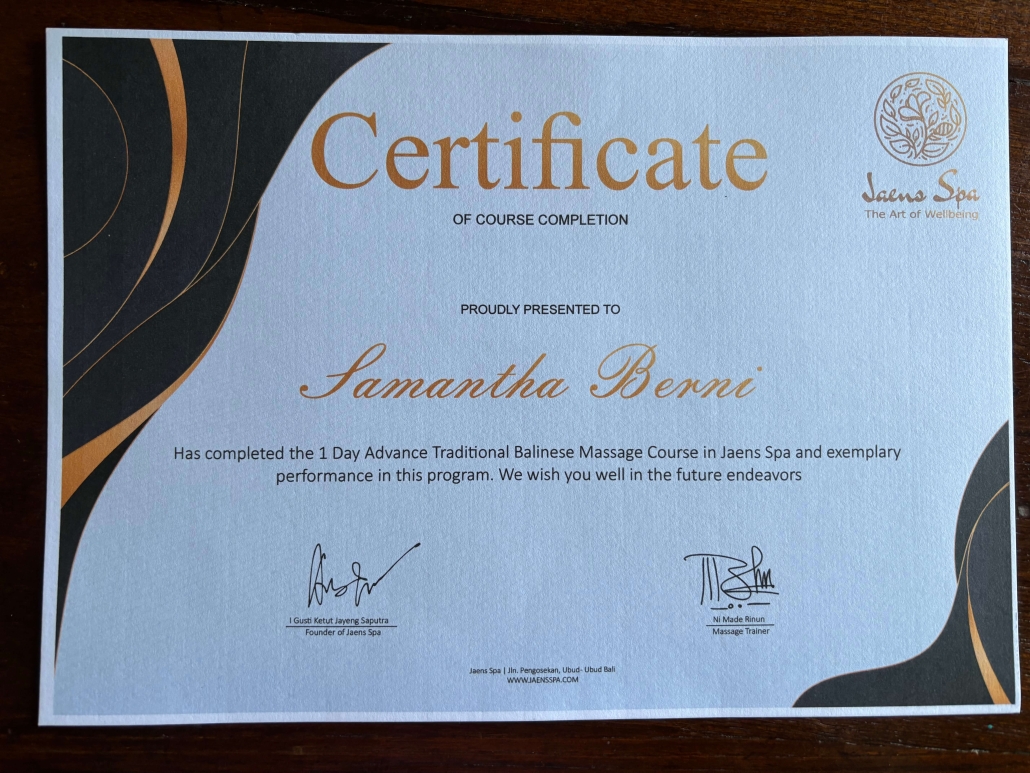 Certificate
Jaens Spa
The Art of Wellbeing
OF COURSE COMPLETION
PROUDLY PRESENTED TO
Samantha Berni
Has completed the 1 Day Advance Traditional Balinese Massage Course in Jaens Spa and exemplary
performance in this program. We wish you well in the future endeavors
I Gusti Ketut Jayeng Saputra
Founder of Jaens Spa
Ni Made Rinun
Massage Trainer
Jaens Spa | Jln. Pengosekan, Ubud- Ubud Bali
WWW.JAENSSPA.COM